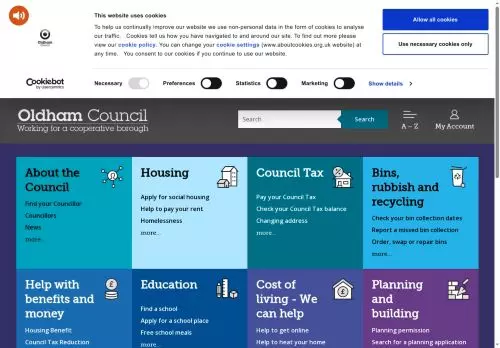 This website uses cookies
To help us continually improve our website we use non-personal data in the form of cookies to analyse
our traffic. Cookies tell us how you have navigated to and around our site. To find out more please
view our cookie policy. You can change your cookie settings (www.aboutcookies.org.uk website) at
any time. You consent to our cookies if you continue to use our website.
Allow all cookies
Use necessary cookies only
Oldham
Council
Cookiebot
by Usercentrics
Necessary
Preferences
Statistics
Marketing
Show details
Oldham Council
Working for a cooperative borough
Search
Search
A – Z
My Account
About the
Council
Find your Councillor
Councillors
News
more...
Housing
Apply for social housing
Help to pay your rent
Homelessness
more...
Council Tax
Pay your Council Tax
Check your Council Tax balance
Changing address
more...
Bins,
rubbish and
recycling
Check your bin collection dates
Report a missed bin collection
Order, swap or repair bins
more...
Help with
benefits and
money
Housing Benefit
Council Tax Reduction
Education
Find a school
Apply for a school place
Free school meals
more...
Cost of
living - We
can help
Help to get online
Help to heat your home
Planning
and
building
Planning permission
Search for a planning application